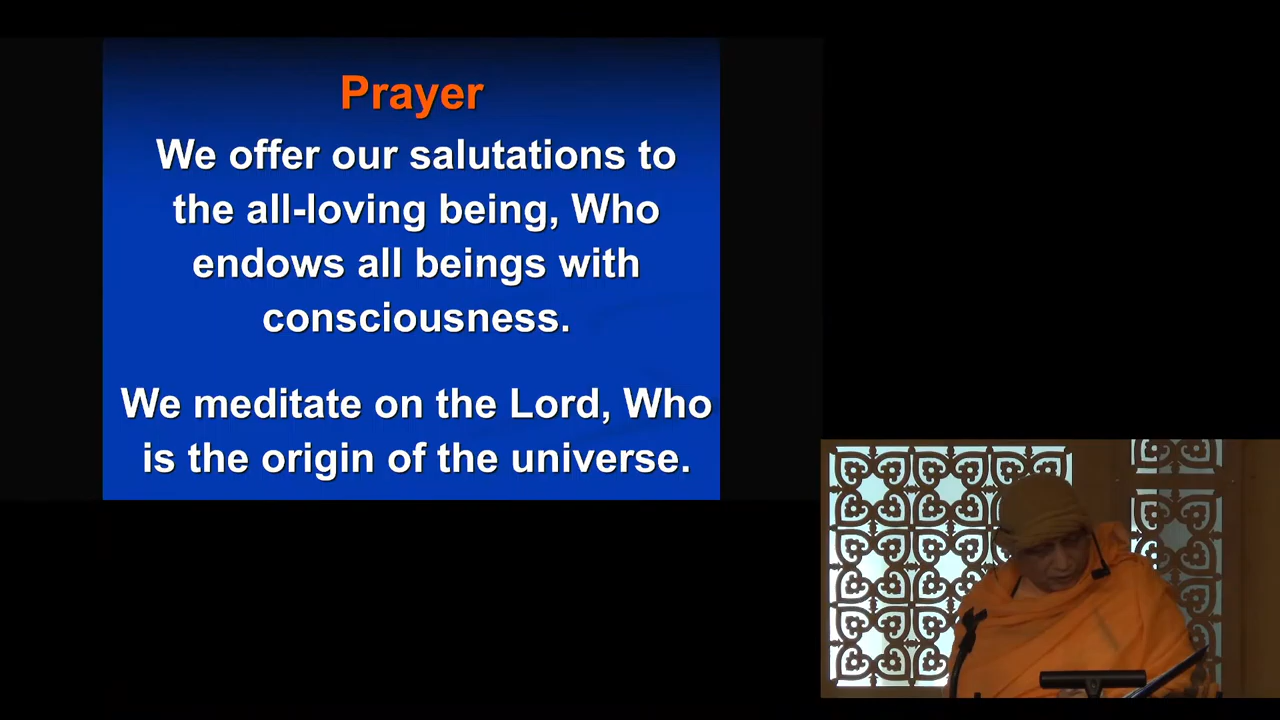 Prayer
We offer our salutations to
the all-loving being, Who
endows all beings with
consciousness.
We meditate on the Lord, Who
is the origin of the universe.